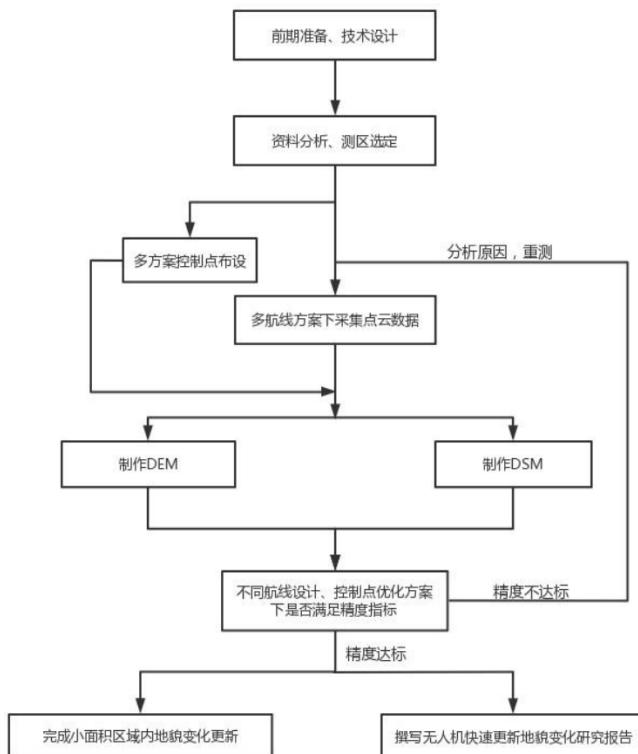 前期准备、技术设计
资料分析、测区选定
分析原因，重测
多方案控制点布设
多航线方案下采集点云数据
制作DEM
制作DSM
不同航线设计、控制点优化方案
下是否满足精度指标
精度不达标
精度达标
完成小面积区域内地貌变化更新
撰写无人机快速更新地貌变化研究报告